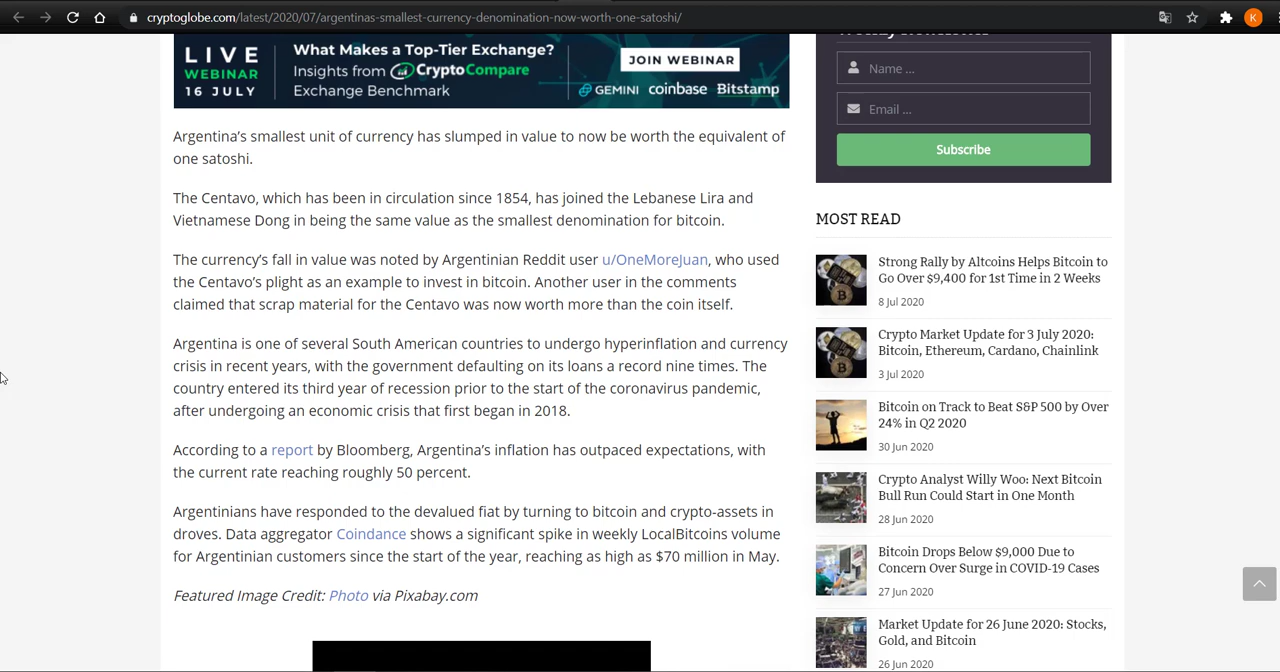 cryptoglobe.com/latest/2020/07/argentinas-smallest-currency-denomination-now-worth-one-satoshi/
K
LIVE
WEBINAR
16 JULY
What Makes a Top-Tier Exchange?
Insights from CryptoCompare
Exchange Benchmark
JOIN WEBINAR
GEMINI coinbase Bitstamp
Argentina's smallest unit of currency has slumped in value to now be worth the equivalent of
one satoshi.
The Centavo, which has been in circulation since 1854, has joined the Lebanese Lira and
Vietnamese Dong in being the same value as the smallest denomination for bitcoin.
The currency's fall in value was noted by Argentinian Reddit user u/OneMoreJuan, who used
the Centavo's plight as an example to invest in bitcoin. Another user in the comments
claimed that scrap material for the Centavo was now worth more than the coin itself.
Argentina is one of several South American countries to undergo hyperinflation and currency
crisis in recent years, with the government defaulting on its loans a record nine times. The
country entered its third year of recession prior to the start of the coronavirus pandemic,
after undergoing an economic crisis that first began in 2018.
According to a report by Bloomberg, Argentina's inflation has outpaced expectations, with
the current rate reaching roughly 50 percent.
Argentinians have responded to the devalued fiat by turning to bitcoin and crypto-assets in
droves. Data aggregator Coindance shows a significant spike in weekly LocalBitcoins volume
for Argentinian customers since the start of the year, reaching as high as $70 million in May.
Featured Image Credit: Photo via Pixabay.com
Name ...
Email ...
Subscribe
MOST READ
Strong Rally by Altcoins Helps Bitcoin to
Go Over $9,400 for 1st Time in 2 Weeks
8 Jul 2020
Crypto Market Update for 3 July 2020:
Bitcoin, Ethereum, Cardano, Chainlink
3 Jul 2020
Bitcoin on Track to Beat S&P 500 by Over
24% in Q2 2020
30 Jun 2020
Crypto Analyst Willy Woo: Next Bitcoin
Bull Run Could Start in One Month
28 Jun 2020
Bitcoin Drops Below $9,000 Due to
Concern Over Surge in COVID-19 Cases
27 Jun 2020
Market Update for 26 June 2020: Stocks,
Gold, and Bitcoin
26 Jun 2020